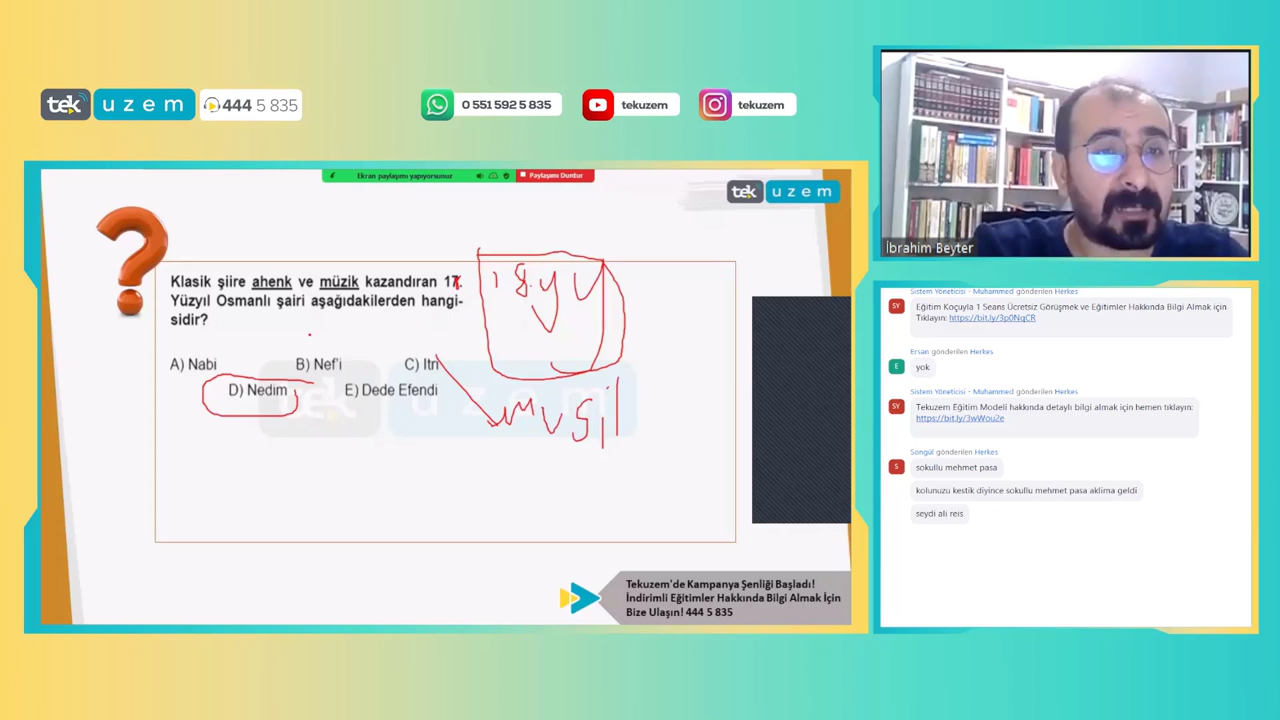 tek uzem 444 5 835
0 551 592 5 835
tekuzem
tekuzem
Ekran paylaşımı yapıyorsunuz
Paylaşımı Durdur
tek uzem
Klasik şiire ahenk ve müzik kazandıran 17.
Yüzyıl Osmanlı şairi aşağıdakilerden hangi-
sidir?
A) Nabi B) Nef'i C) Itri
D) Nedim E) Dede Efendi
18. yy
tek uzem
Tekuzem'de Kampanya Şenliği Başladı!
İndirimli Eğitimler Hakkında Bilgi Almak İçin
Bize Ulaşın! 444 5 835
İbrahim Beyter
Sistem Yöneticisi - Muhammed gönderilen Herkes
SY
Eğitim Koçuyla 1 Seans Ücretsiz Görüşmek ve Eğitimler Hakkında Bilgi Almak için
Tıklayın: https://bit.ly/3p0NqCR
Ersan gönderilen Herkes
E
yok
Sistem Yöneticisi - Muhammed gönderilen Herkes
SY
Tekuzem Eğitim Modeli hakkında detaylı bilgi almak için hemen tıklayın:
https://bit.ly/3wWou2e
Songül gönderilen Herkes
S
sokullu mehmet pasa
kolunuzu kestik diyince sokullu mehmet pasa aklima geldi
seydi ali reis